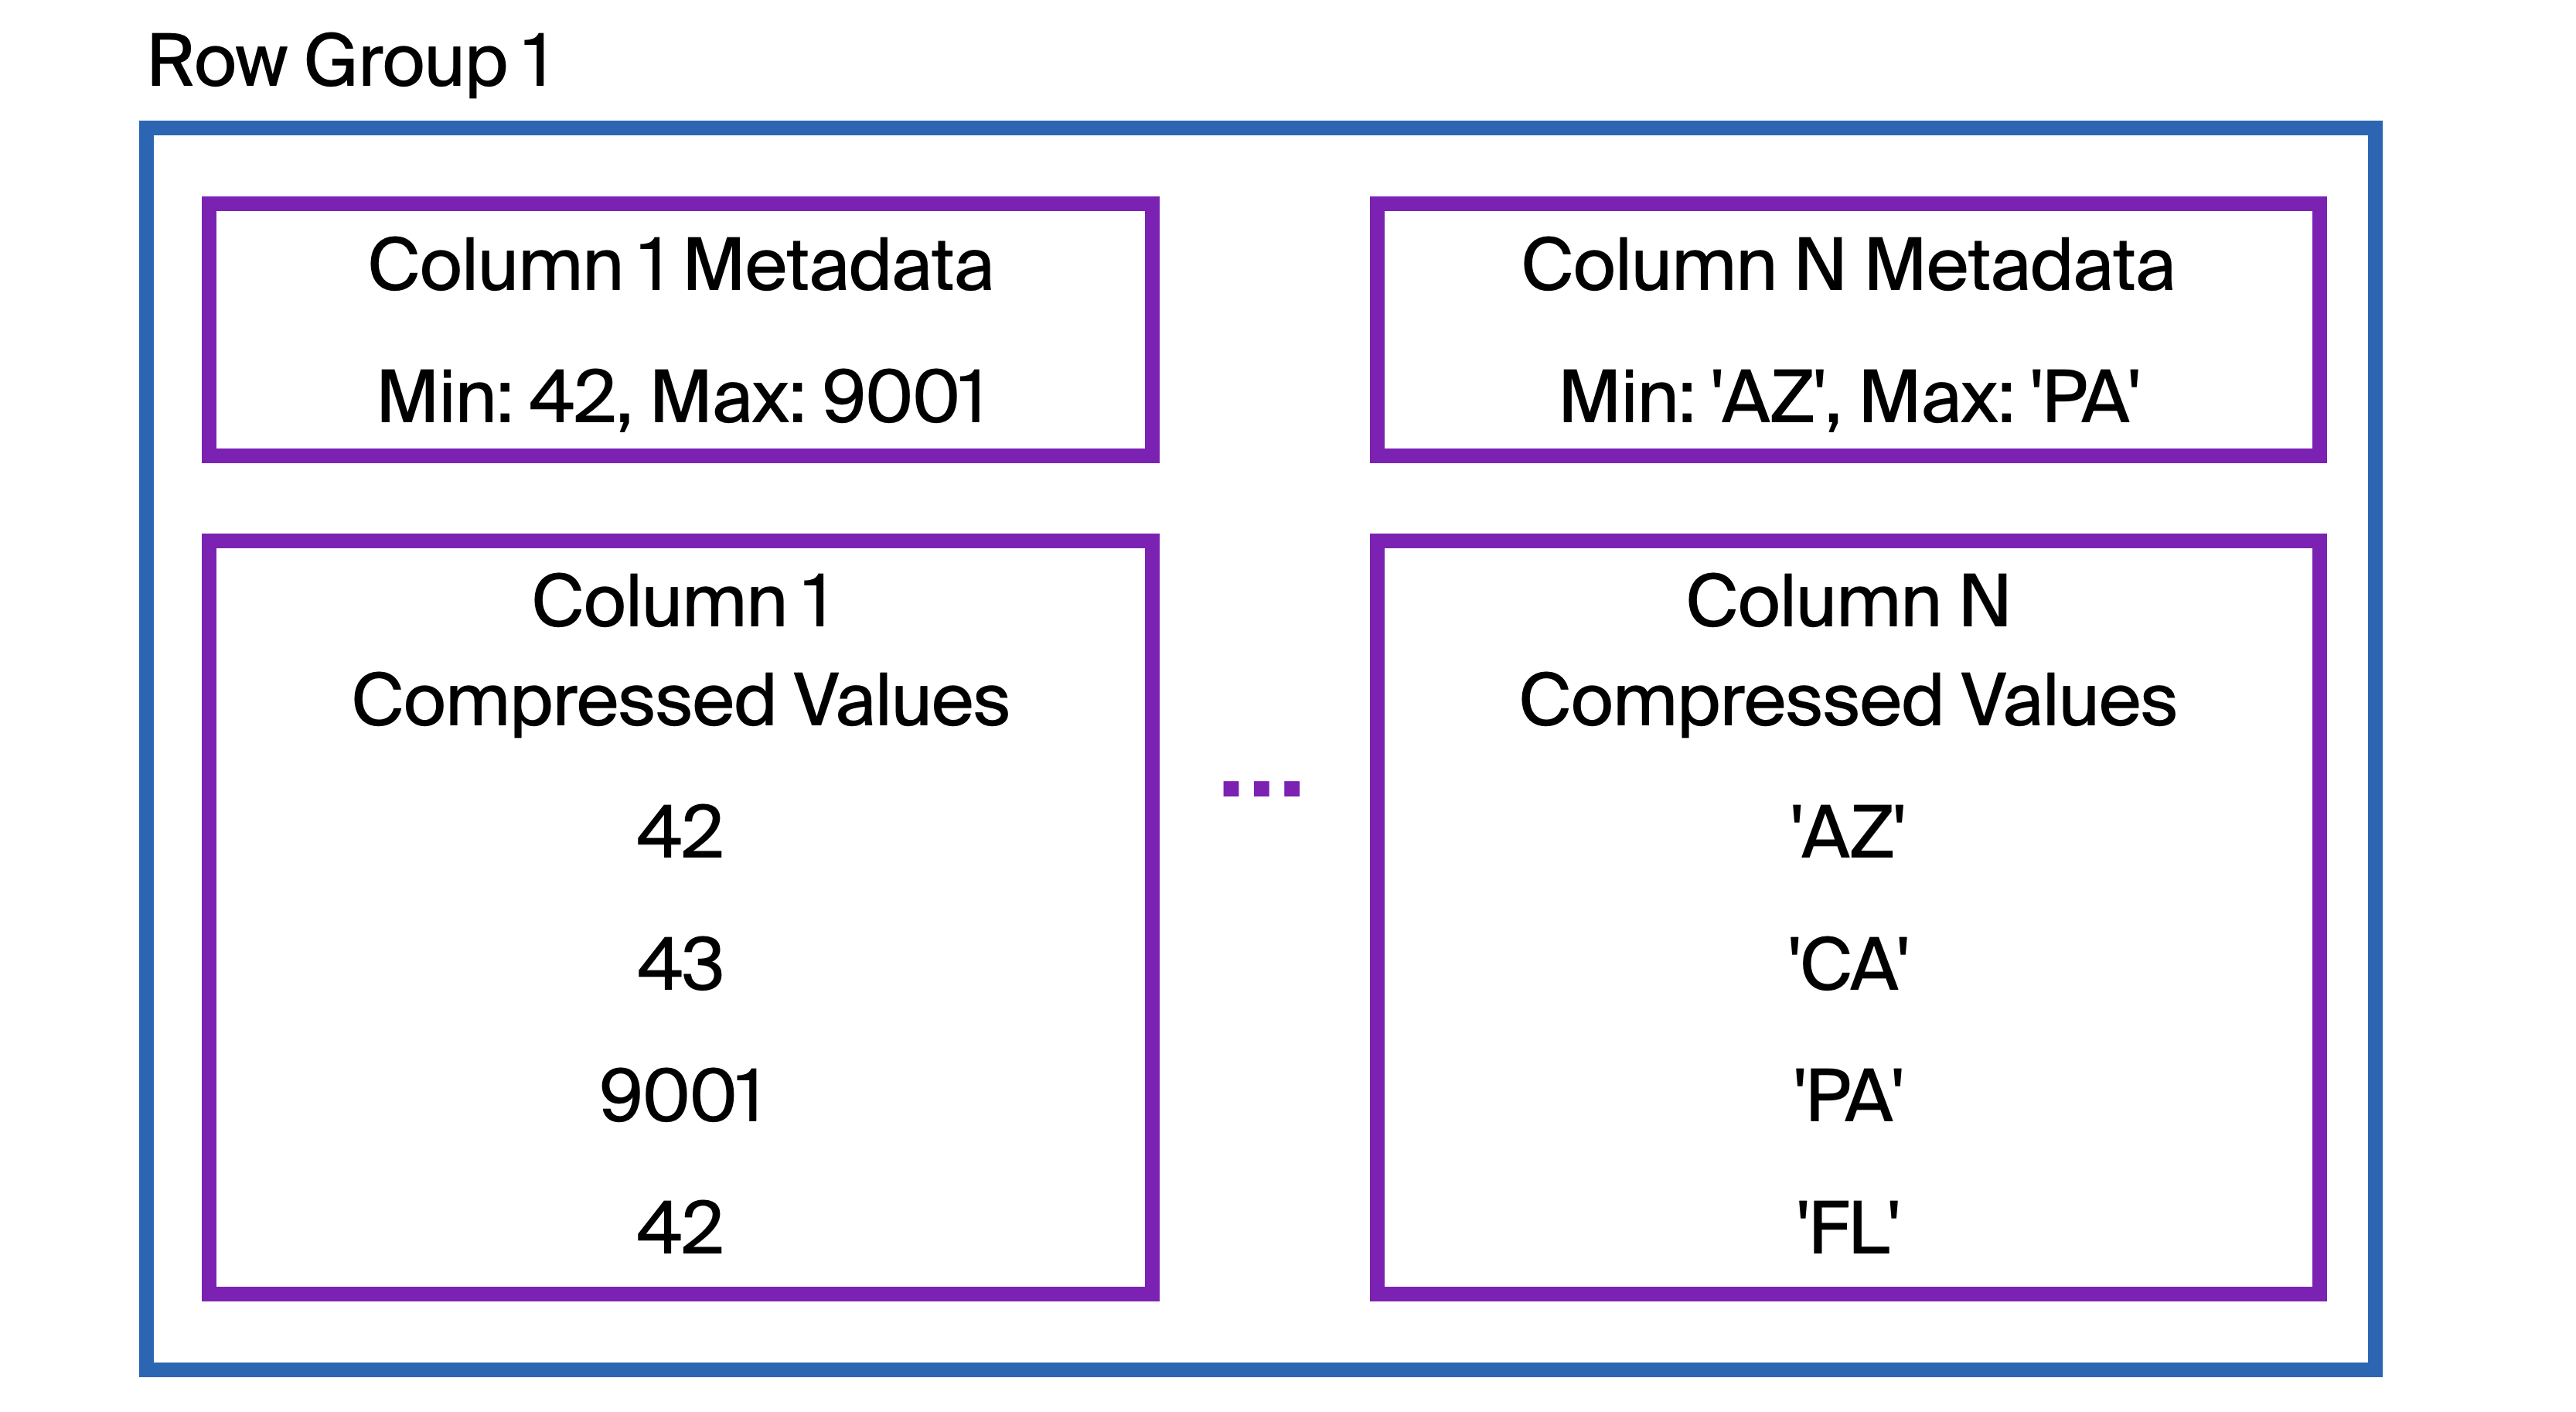 Row Group 1
Column 1 Metadata
Min: 42, Max: 9001
Column N Metadata
Min: 'AZ', Max: 'PA'
Column 1
Compressed Values
42
43
9001
42
...
Column N
Compressed Values
'AZ'
'CA'
'PA'
'FL'